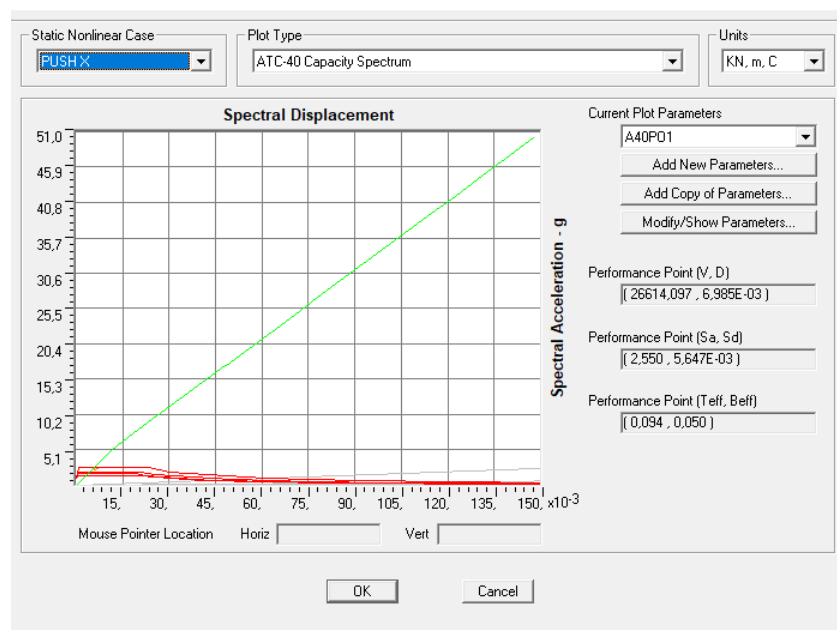 Static Nonlinear Case
PUSH X
Plot Type
ATC-40 Capacity Spectrum
Units
KN, m, C
Spectral Displacement
51,0
45,9
40,8
35,7
30,6
25,5
20,4
15,3
10,2
5,1
15, 30, 45, 60, 75, 90, 105, 120, 135, 150, x10-3
Spectral Acceleration - g
Mouse Pointer Location Horiz Vert
Current Plot Parameters
A40PO1
Add New Parameters...
Add Copy of Parameters...
Modify/Show Parameters...
Performance Point (V, D)
( 26614,097 , 6,985E-03 )
Performance Point (Sa, Sd)
( 2,550 , 5,647E-03 )
Performance Point (Teff, Beff)
( 0,094 , 0,050 )
OK
Cancel